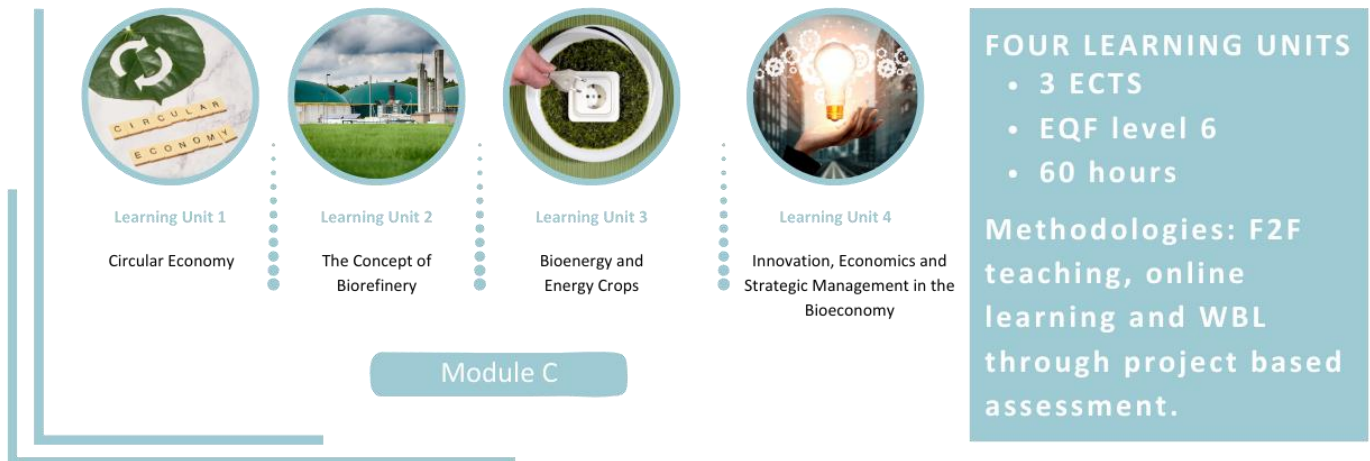 CIRCULAR
ECONOMY
Learning Unit 1
Circular Economy
Learning Unit 2
The Concept of
Biorefinery
Learning Unit 3
Bioenergy and
Energy Crops
Learning Unit 4
Innovation, Economics and
Strategic Management in the
Bioeconomy
Module C
FOUR LEARNING UNITS
• 3 ECTS
• EQF level 6
• 60 hours
Methodologies: F2F
teaching, online
learning and WBL
through project based
assessment.